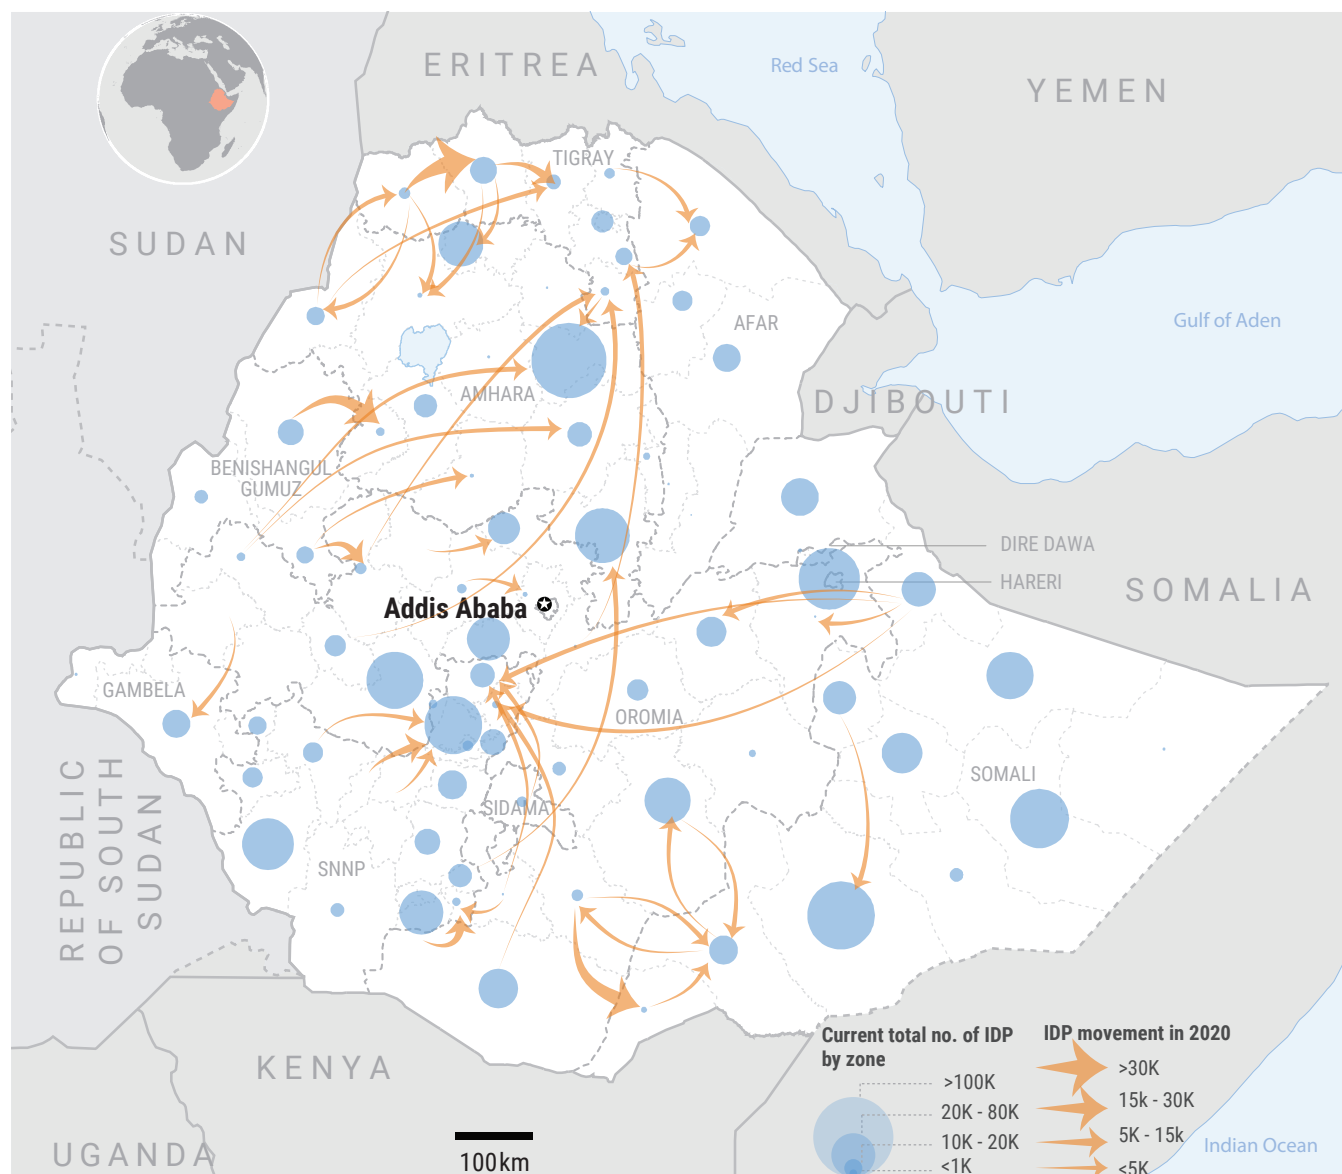 ERITREA
Red Sea
YEMEN
TIGRAY
SUDAN
AFAR
Gulf of Aden
AMHARA
DJIBOUTI
BENISHANGUL
GUMUZ
DIRE DAWA
HARERI
SOMALIA
Addis Ababa
GAMBELA
OROMIA
SOMALI
SIDAMA
SNNP
REPUBLIC
OF SOUTH
SUDAN
KENYA
UGANDA
100km
Current total no. of IDP
by zone
>100K
20K - 80K
10K - 20K
<1K
IDP movement in 2020
>30K
15k - 30K
5K - 15k
<5K
Indian Ocean